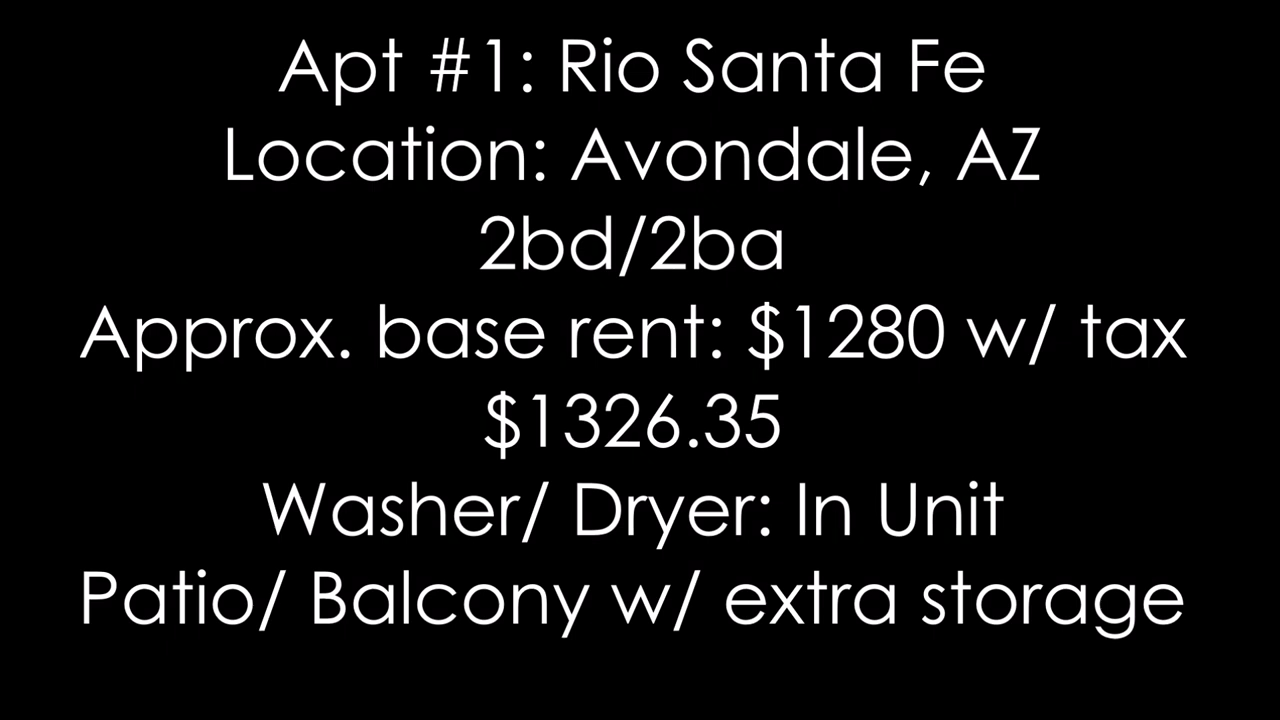 Apt #1: Rio Santa Fe
Location: Avondale, AZ
2bd/2ba
Approx. base rent: $1280 w/ tax
$1326.35
Washer/ Dryer: In Unit
Patio/ Balcony w/ extra storage